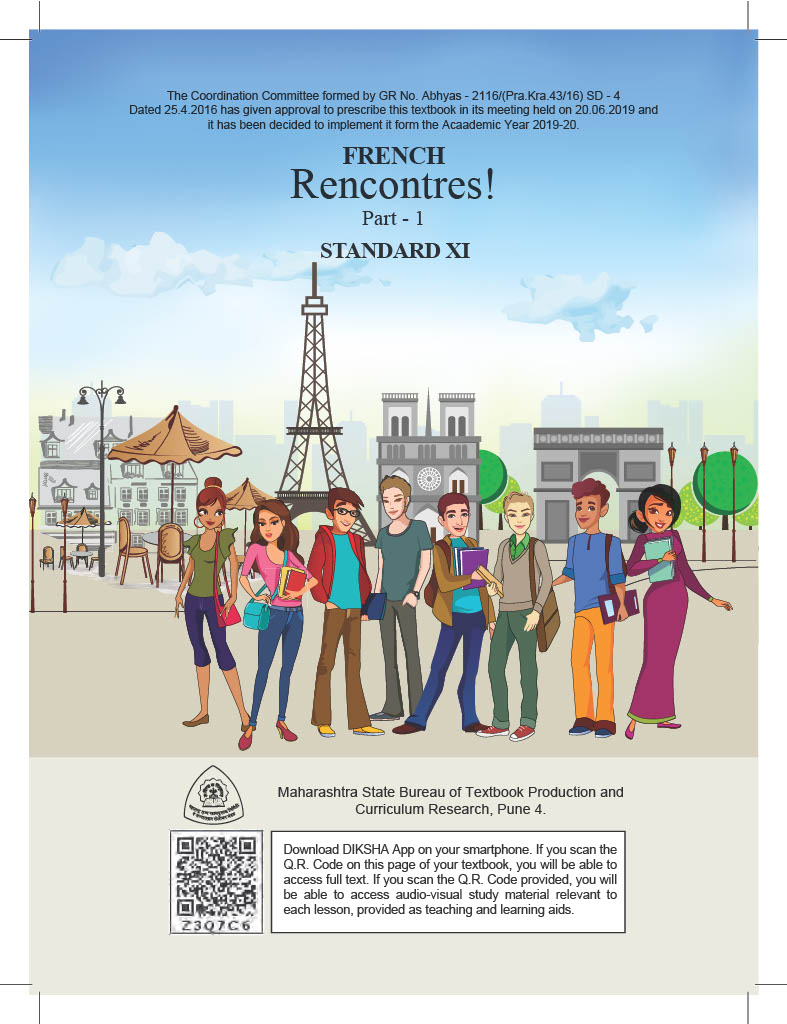 The Coordination Committee formed by GR No. Abhyas - 2116/(Pra.Kra.43/16) SD - 4
Dated 25.4.2016 has given approval to prescribe this textbook in its meeting held on 20.06.2019 and
it has been decided to implement it form the Acaademic Year 2019-20.
FRENCH
Rencontres!
Part - 1
STANDARD XI
Maharashtra State Bureau of Textbook Production and
Curriculum Research, Pune 4.
Download DIKSHA App on your smartphone. If you scan the
Q.R. Code on this page of your textbook, you will be able to
access full text. If you scan the Q.R. Code provided, you will
be able to access audio-visual study material relevant to
each lesson, provided as teaching and learning aids.
Z3Q7C6